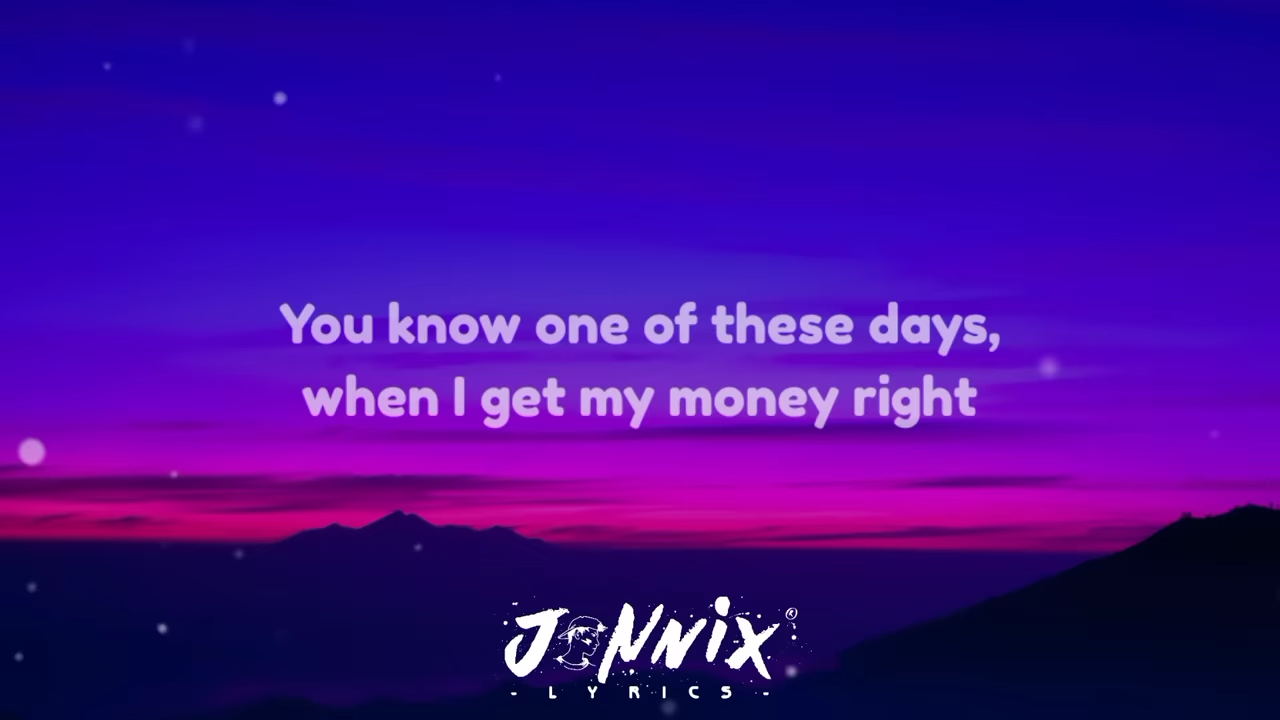 You know one of these days,
when I get my money right
JONNIX®
- LYRICS -